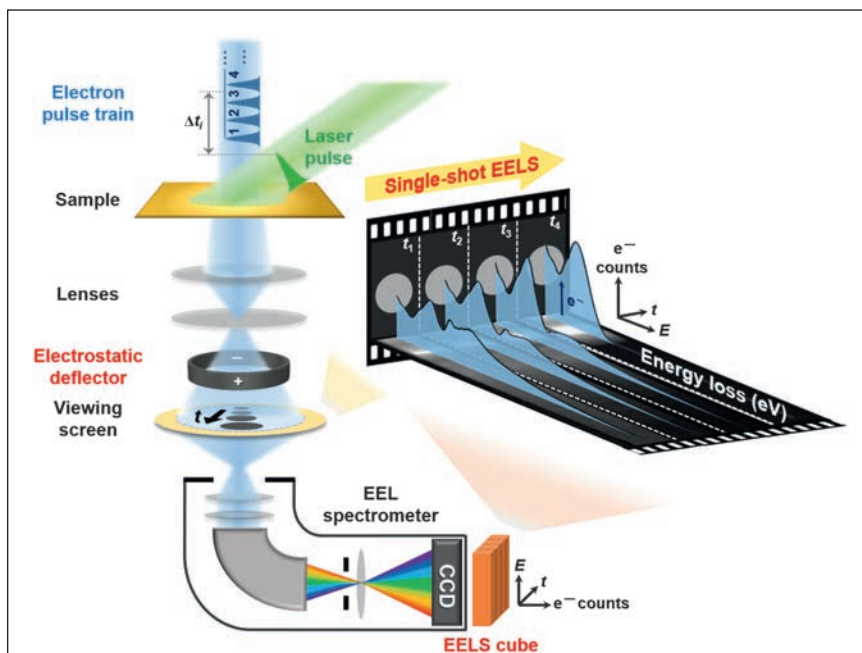 ...
4
3
2
1
Electron
pulse train
Δti
Laser
pulse
Sample
Single-shot EELS
t1
t2
t3
t4
e—
counts
t
E
e—
Lenses
Electrostatic
deflector
–
+
Energy loss (eV)
Viewing
screen
t
EEL
spectrometer
CCD
E
t
e— counts
EELS cube